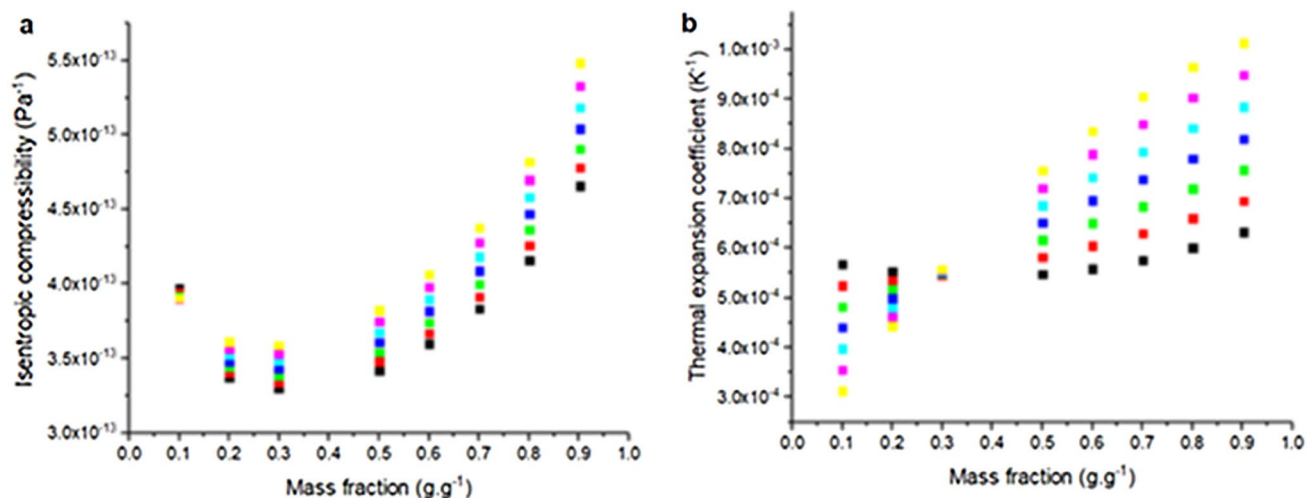 a
Isentropic compressibility (Pa⁻¹)
5.5x10⁻¹³
5.0x10⁻¹³
4.5x10⁻¹³
4.0x10⁻¹³
3.5x10⁻¹³
3.0x10⁻¹³
0.0 0.1 0.2 0.3 0.4 0.5 0.6 0.7 0.8 0.9 1.0
Mass fraction (g.g⁻¹)
b
Thermal expansion coefficient (K⁻¹)
1.0x10⁻³
9.0x10⁻⁴
8.0x10⁻⁴
7.0x10⁻⁴
6.0x10⁻⁴
5.0x10⁻⁴
4.0x10⁻⁴
3.0x10⁻⁴
0.0 0.1 0.2 0.3 0.4 0.5 0.6 0.7 0.8 0.9 1.0
Mass fraction (g.g⁻¹)